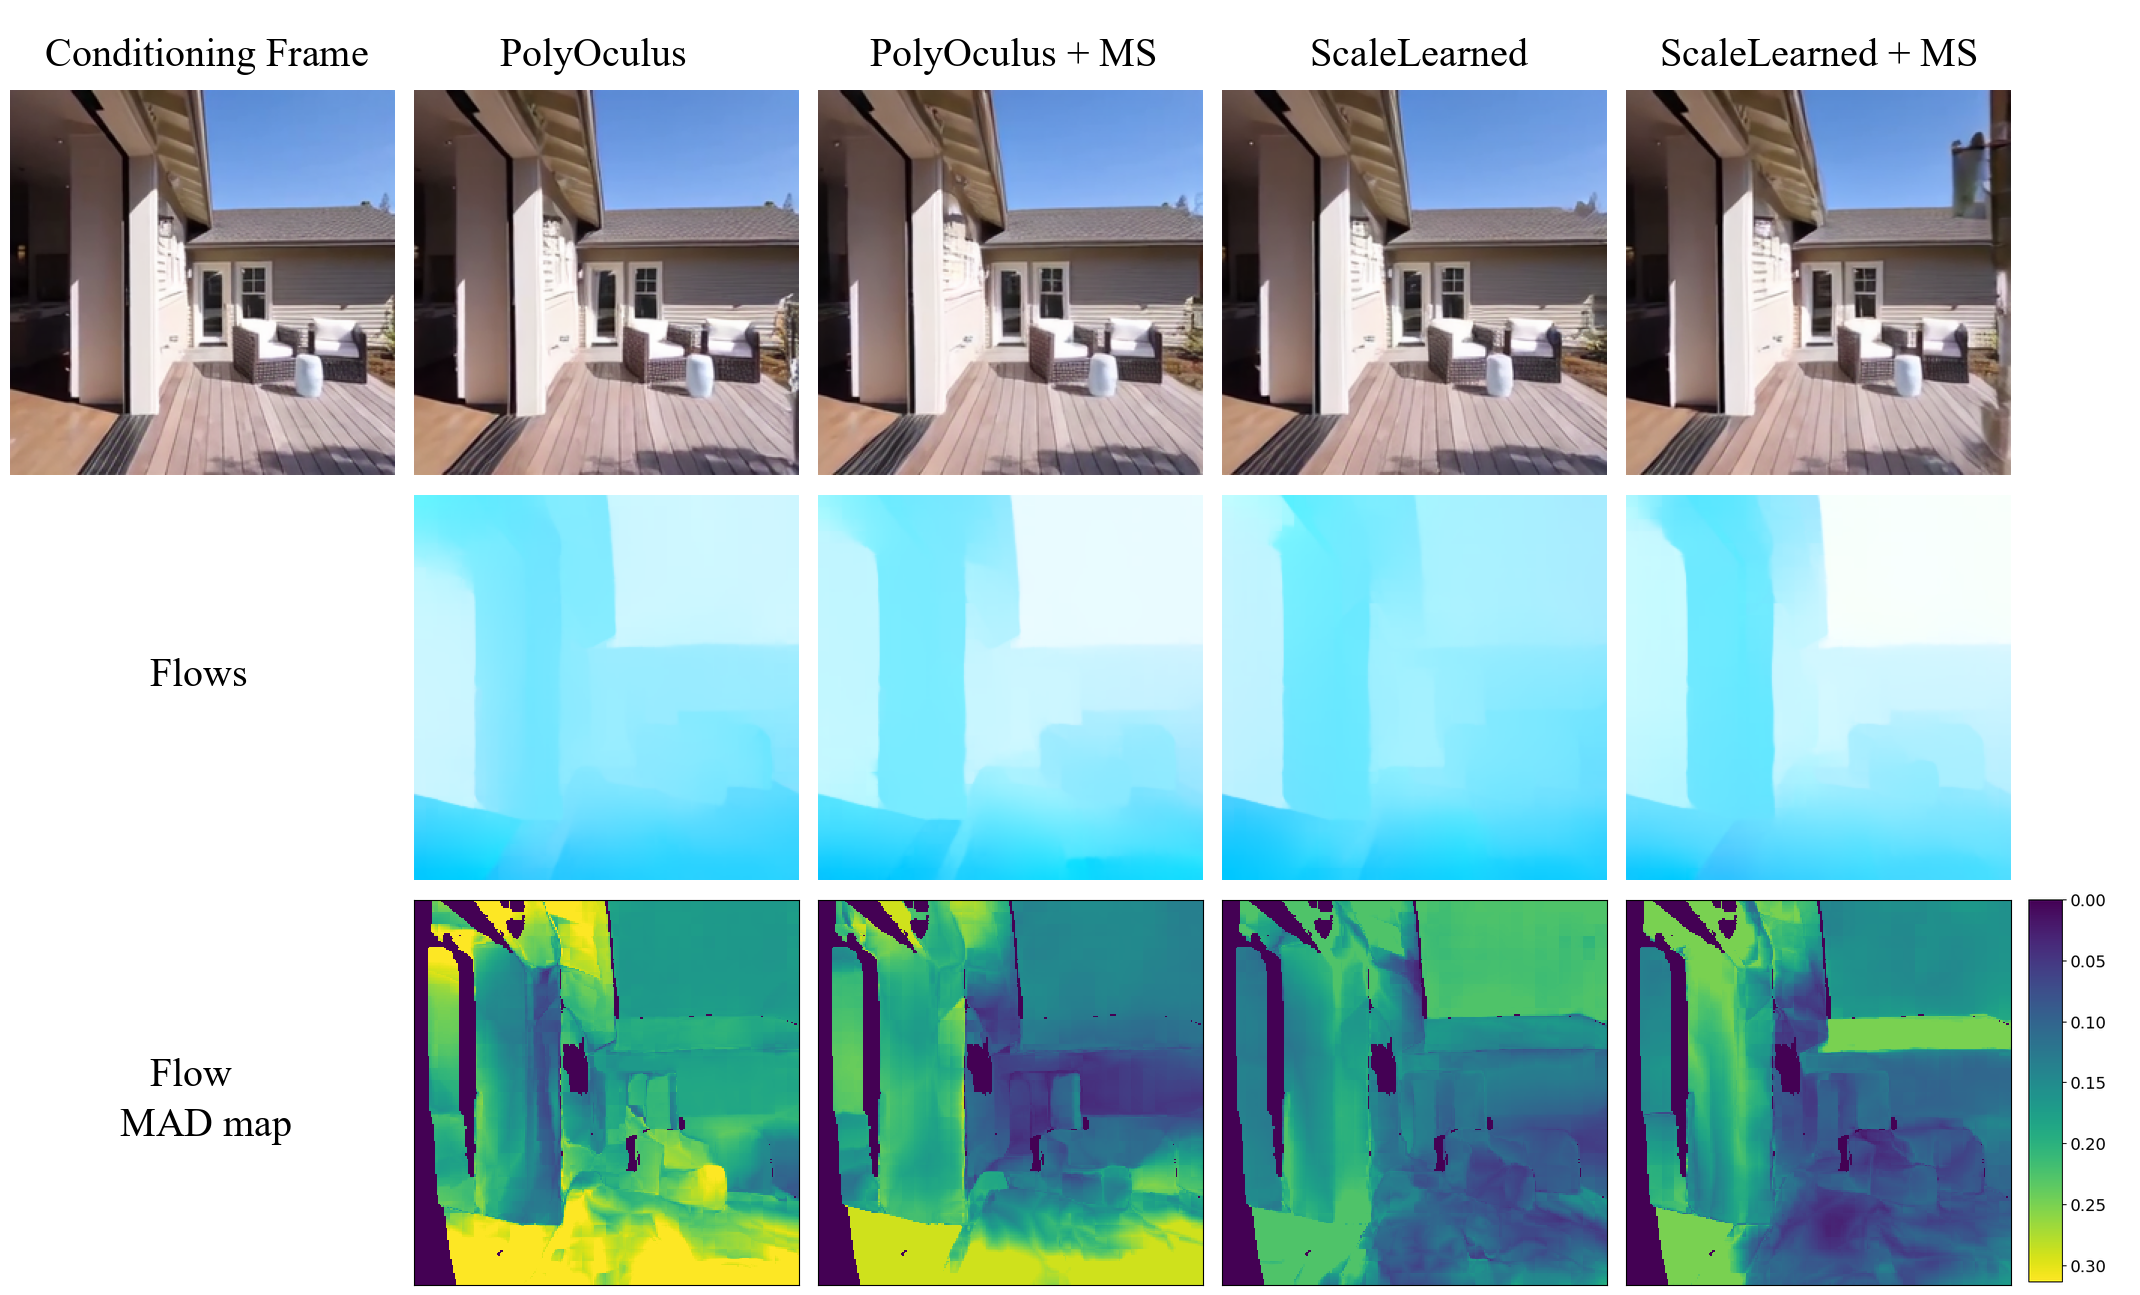 Conditioning Frame
PolyOculus
PolyOculus + MS
ScaleLearned
ScaleLearned + MS
Flows
Flow
MAD map
0.00
0.05
0.10
0.15
0.20
0.25
0.30